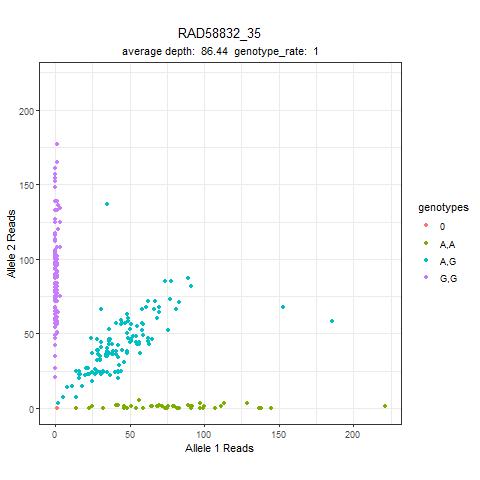 RAD58832_35
average depth:  86.44  genotype_rate:  1
200
150
100
50
0
0
50
100
150
200
Allele 1 Reads
Allele 2 Reads
genotypes
0
A,A
A,G
G,G